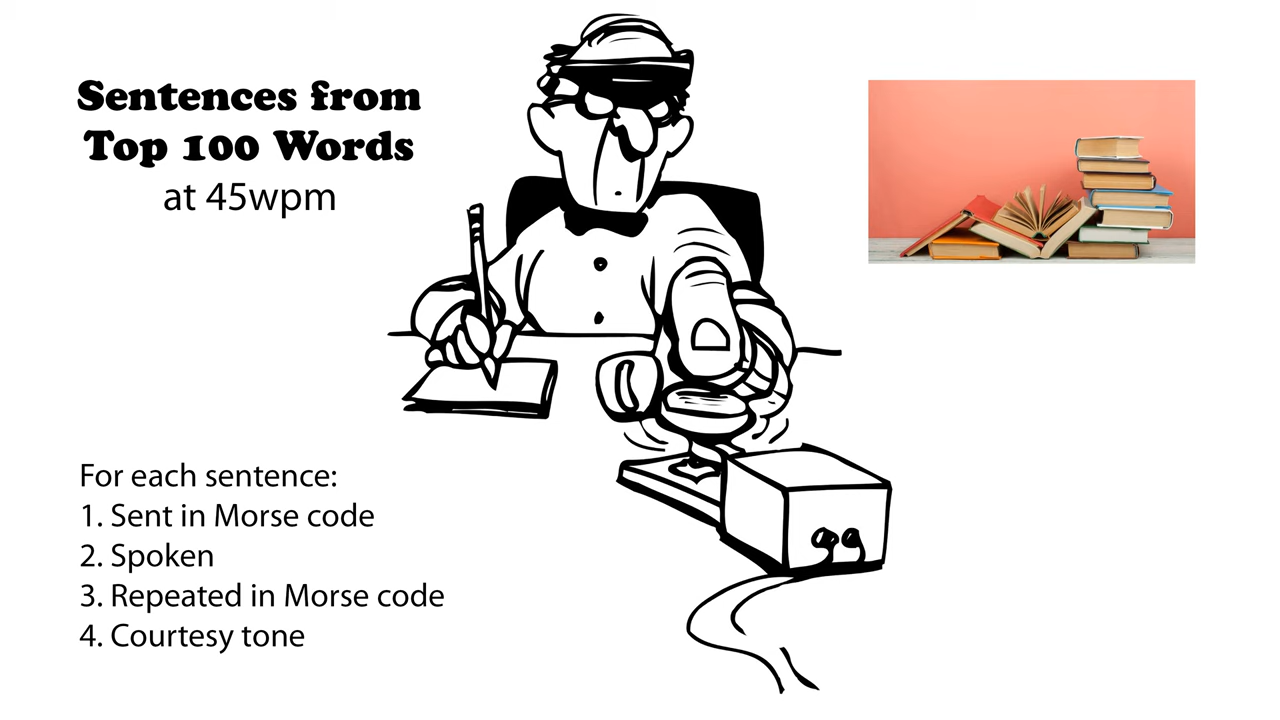 Sentences from
Top 100 Words
at 45wpm
For each sentence:
1. Sent in Morse code
2. Spoken
3. Repeated in Morse code
4. Courtesy tone